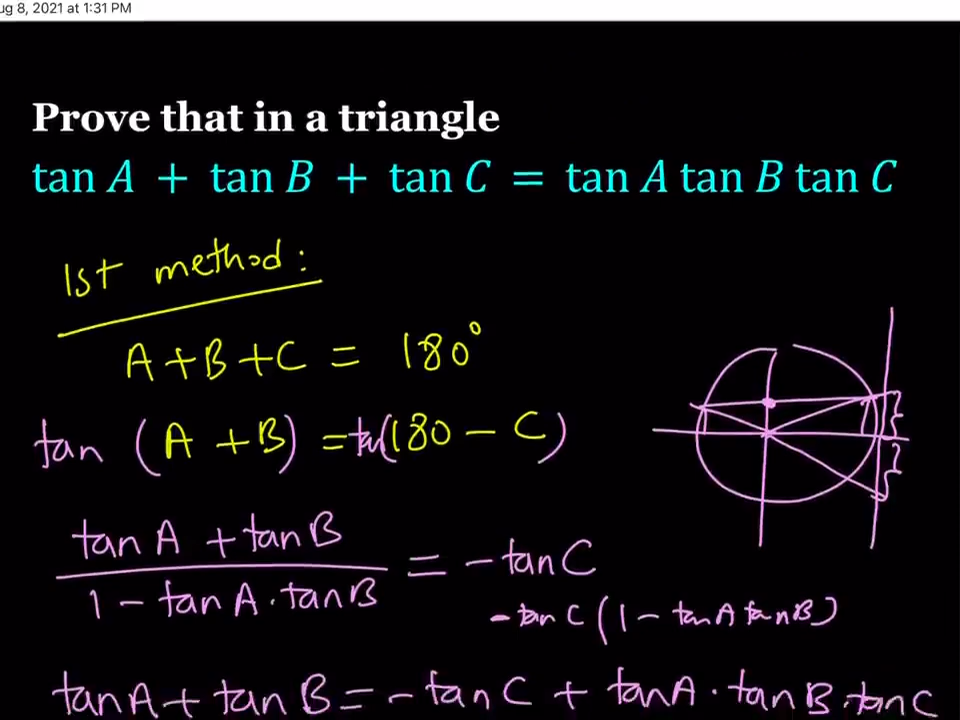 ug 8, 2021 at 1:31 PM
Prove that in a triangle
tan A + tan B + tan C = tan A tan B tan C
1st method:
A + B + C = 180°
tan (A + B) = tan(180 − C)
tan A + tan B
1 − tan A · tan B
= − tan C
− tan C (1 − tan A tan B)
tan A + tan B = − tan C + tan A · tan B · tan C